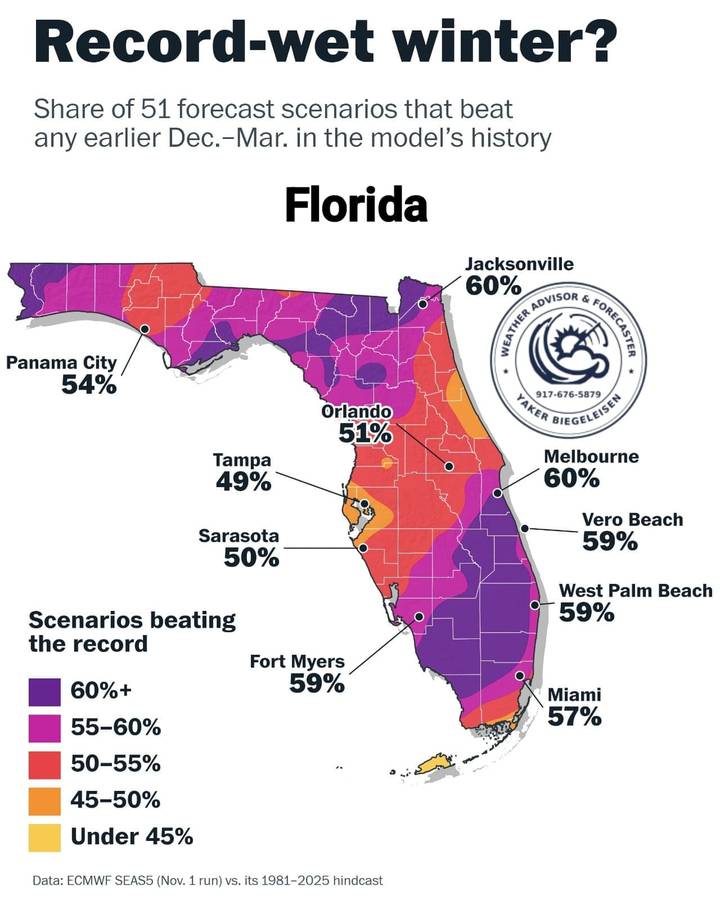 Record-wet winter?
Share of 51 forecast scenarios that beat
any earlier Dec.–Mar. in the model's history
Florida
Jacksonville
60%
WEATHER ADVISOR & FORECASTER
917-676-5879
YAKER BIEGELEISEN
Panama City
54%
Orlando
51%
Tampa
49%
Melbourne
60%
Vero Beach
59%
Sarasota
50%
West Palm Beach
59%
Fort Myers
59%
Miami
57%
Scenarios beating
the record
60%+
55–60%
50–55%
45–50%
Under 45%
Data: ECMWF SEAS5 (Nov. 1 run) vs. its 1981–2025 hindcast